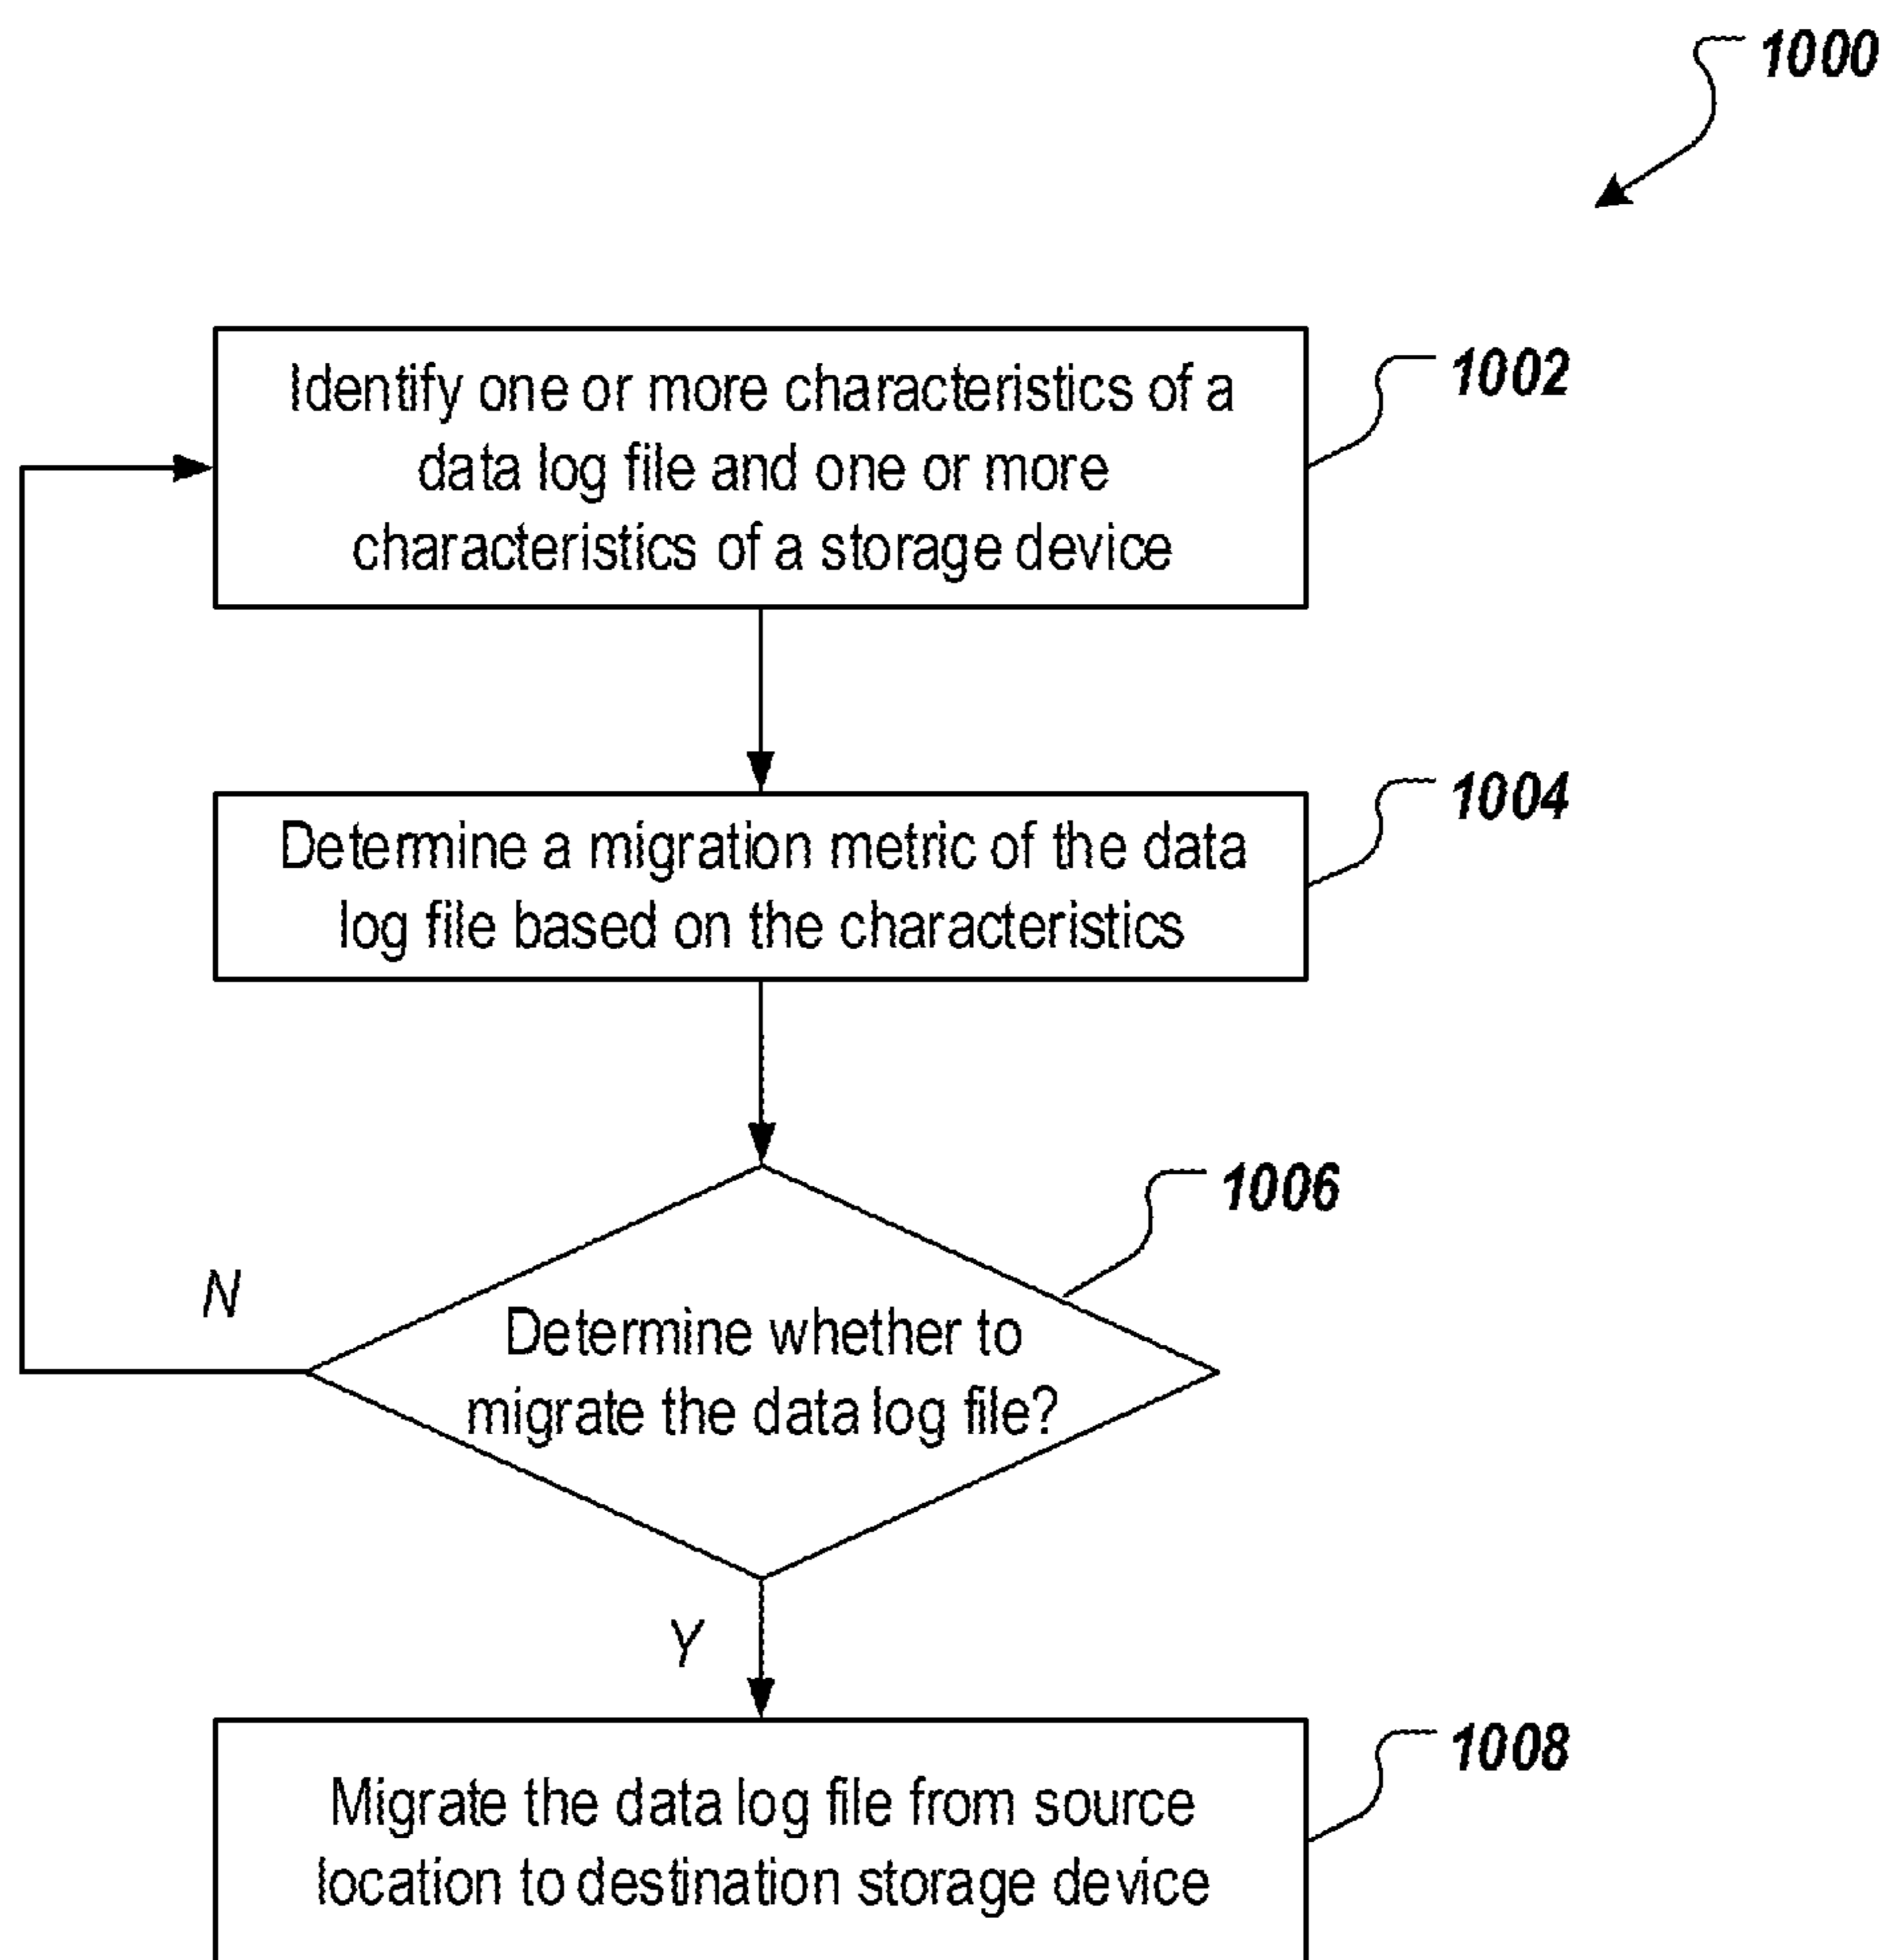 1000
Identify one or more characteristics of a
data log file and one or more
characteristics of a storage device
1002
Determine a migration metric of the data
log file based on the characteristics
1004
1006
N
Determine whether to
migrate the data log file?
Y
1008
Migrate the data log file from source
location to destination storage device